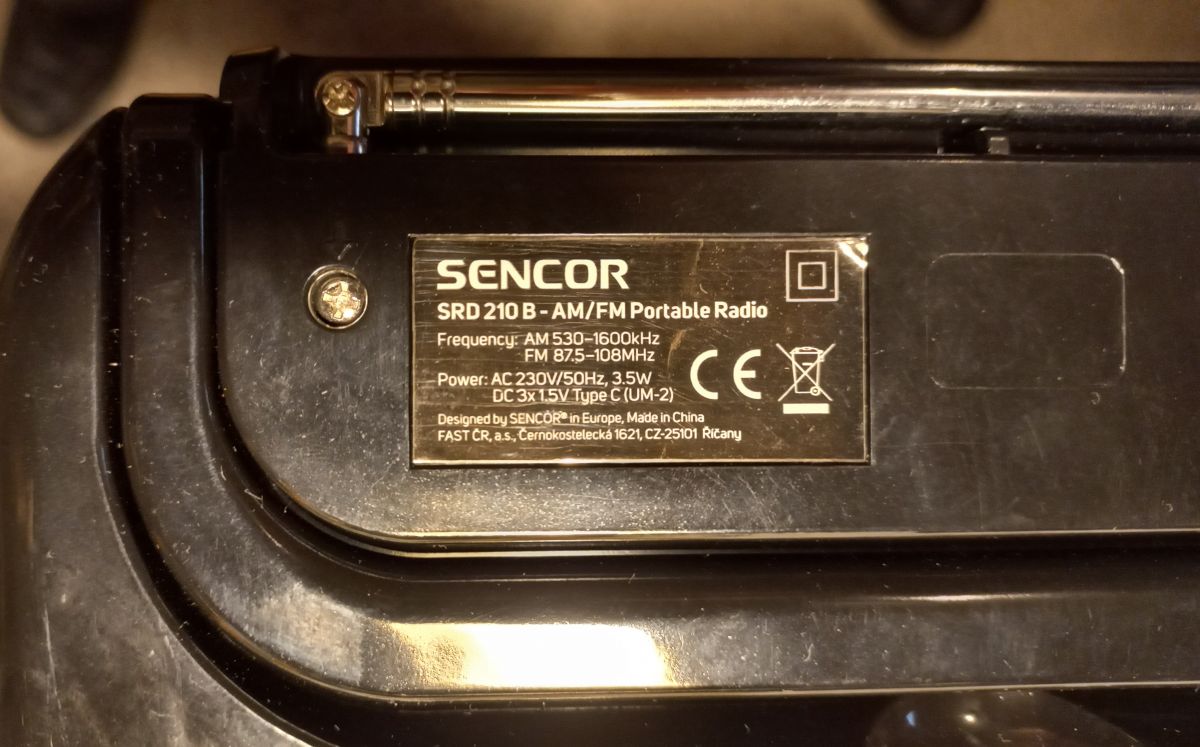 SENCOR
SRD 210 B - AM/FM Portable Radio
Frequency: AM 530-1600kHz
FM 87.5-108MHz
Power: AC 230V/50Hz, 3.5W
DC 3x 1.5V Type C (UM-2)
CE
Designed by SENCOR® in Europe, Made in China
FAST ČR, a.s., Černokostelecká 1621, CZ-25101 Říčany